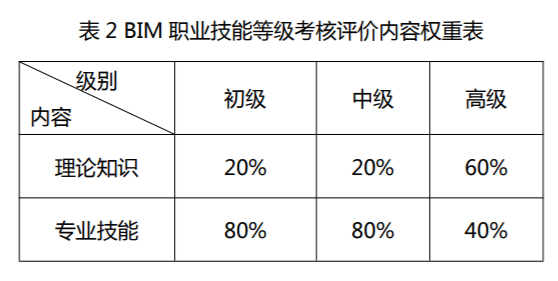 表 2 BIM 职业技能等级考核评价内容权重表
级别
内容
初级 中级 高级
理论知识 20% 20% 60%
专业技能 80% 80% 40%